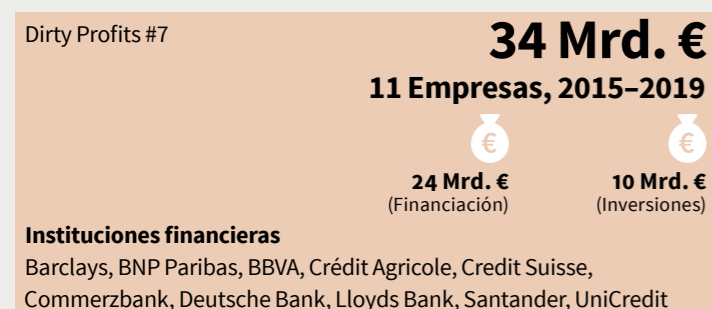 Dirty Profits #7
34 Mrd. €
11 Empresas, 2015–2019
€ €
24 Mrd. € 10 Mrd. €
(Financiación) (Inversiones)
Instituciones financieras
Barclays, BNP Paribas, BBVA, Crédit Agricole, Credit Suisse,
Commerzbank, Deutsche Bank, Lloyds Bank, Santander, UniCredit